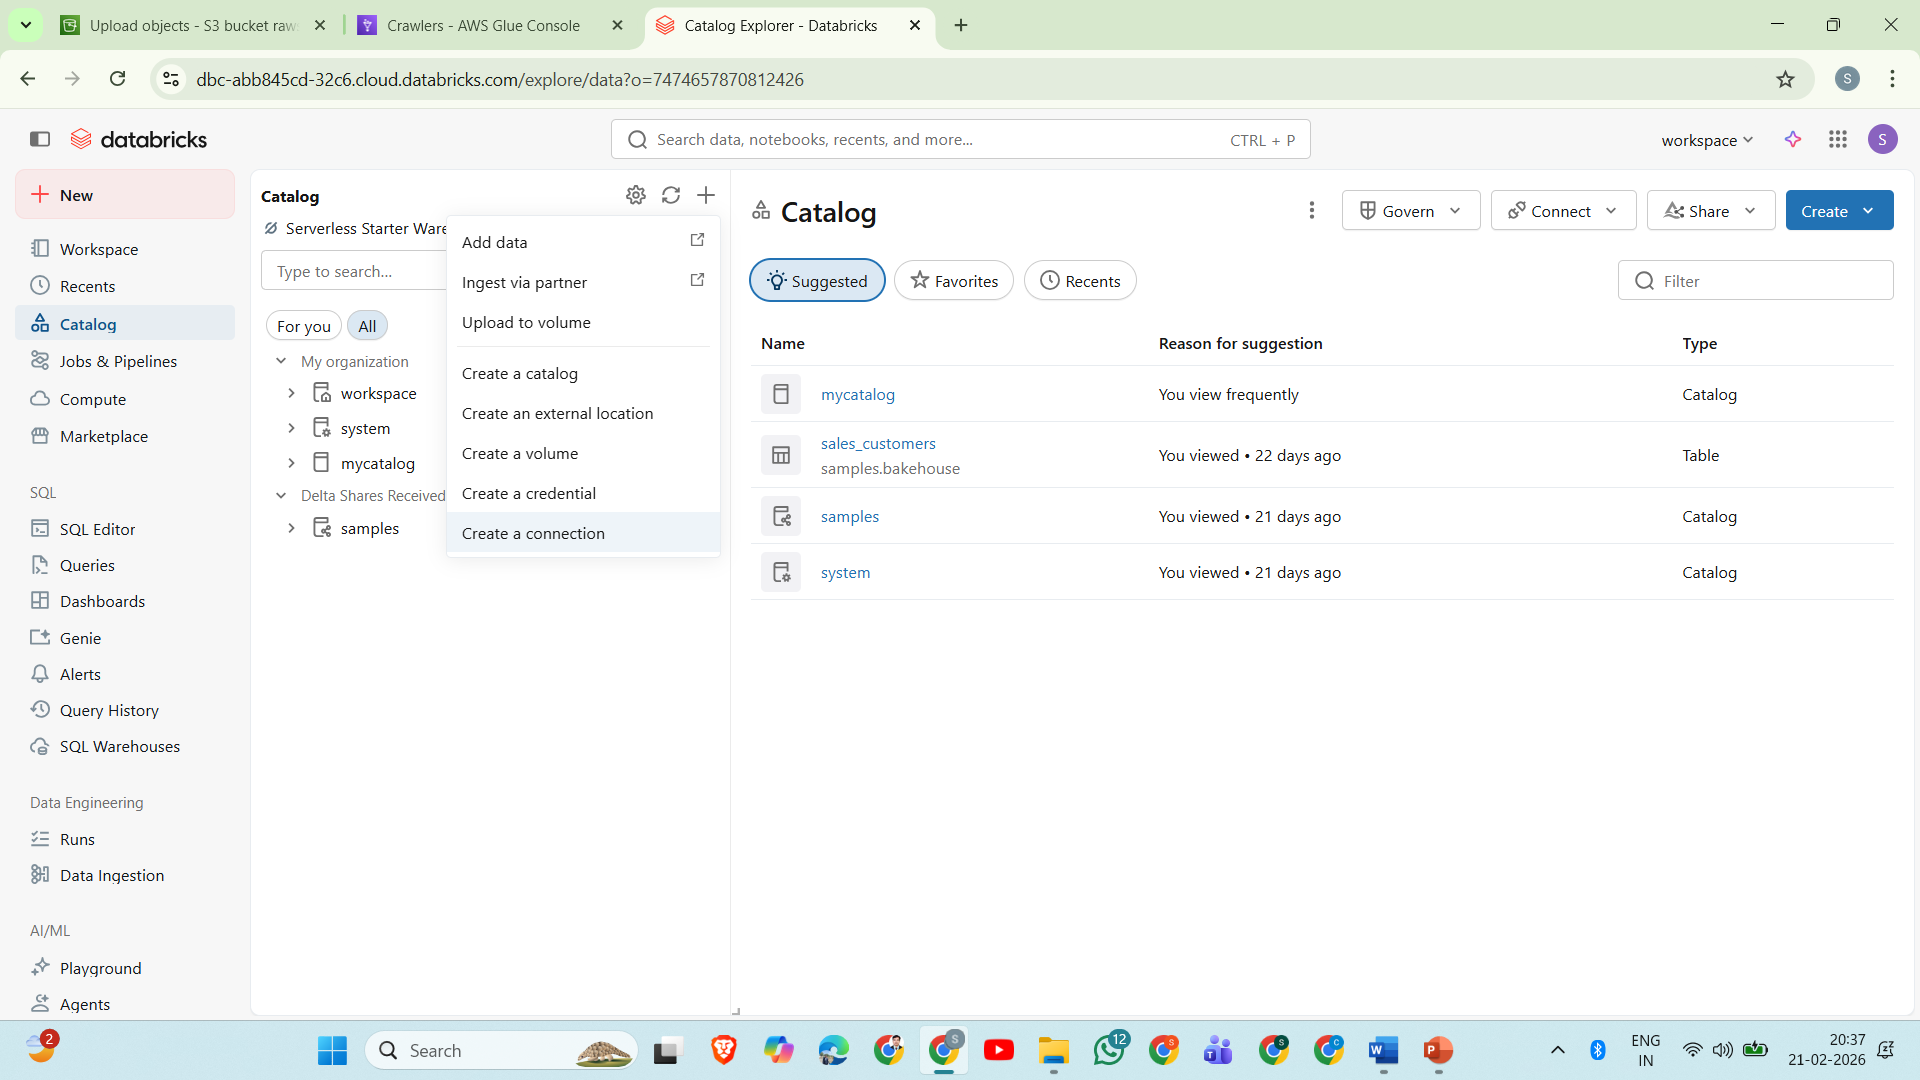 Upload objects - S3 bucket raw
Crawlers - AWS Glue Console
Catalog Explorer - Databricks
dbc-abb845cd-32c6.cloud.databricks.com/explore/data?o=7474657870812426
S
databricks
Search data, notebooks, recents, and more...
CTRL + P
workspace
S
New
Workspace
Recents
Catalog
Jobs & Pipelines
Compute
Marketplace
SQL
SQL Editor
Queries
Dashboards
Genie
Alerts
Query History
SQL Warehouses
Data Engineering
Runs
Data Ingestion
AI/ML
Playground
Agents
Catalog
Serverless Starter Ware
Type to search...
For you
All
My organization
workspace
system
mycatalog
Delta Shares Received
samples
Add data
Ingest via partner
Upload to volume
Create a catalog
Create an external location
Create a volume
Create a credential
Create a connection
Catalog
Govern
Connect
Share
Create
Suggested
Favorites
Recents
Filter
Name Reason for suggestion Type
mycatalog You view frequently Catalog
sales_customers
samples.bakehouse
You viewed • 22 days ago Table
samples You viewed • 21 days ago Catalog
system You viewed • 21 days ago Catalog
2
Search
S
12
S
S
C
ENG
IN
20:37
21-02-2026